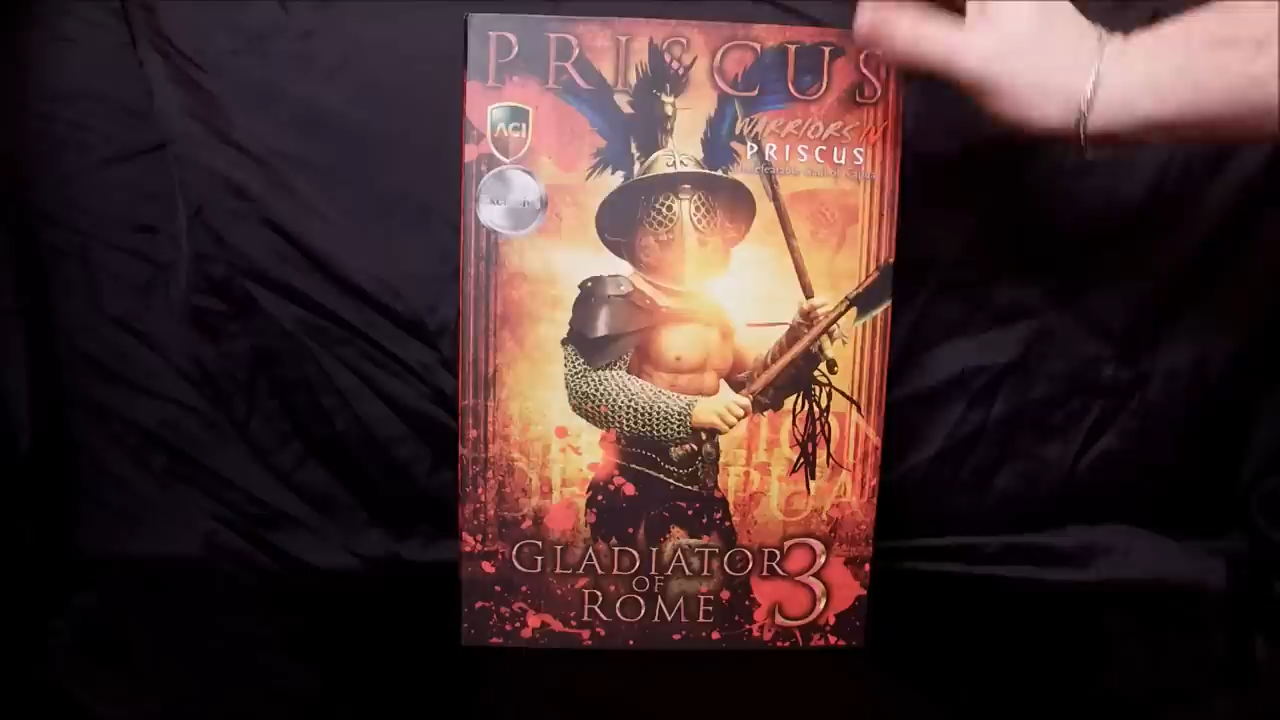 PRISCUS
ACI
WARRIORS IV
PRISCUS
GLADIATOR 3
OF
ROME